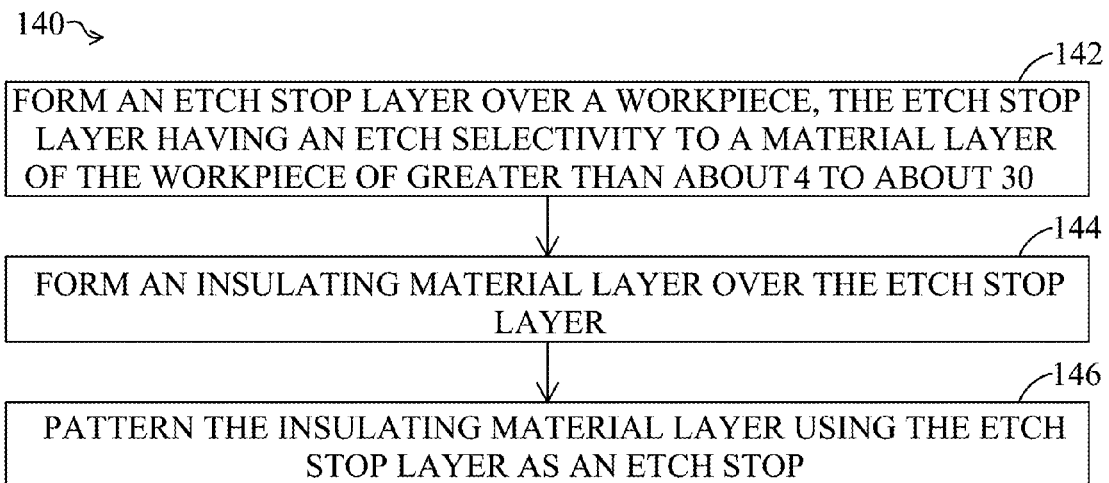 140
142
FORM AN ETCH STOP LAYER OVER A WORKPIECE, THE ETCH STOP
LAYER HAVING AN ETCH SELECTIVITY TO A MATERIAL LAYER
OF THE WORKPIECE OF GREATER THAN ABOUT 4 TO ABOUT 30
144
FORM AN INSULATING MATERIAL LAYER OVER THE ETCH STOP
LAYER
146
PATTERN THE INSULATING MATERIAL LAYER USING THE ETCH
STOP LAYER AS AN ETCH STOP